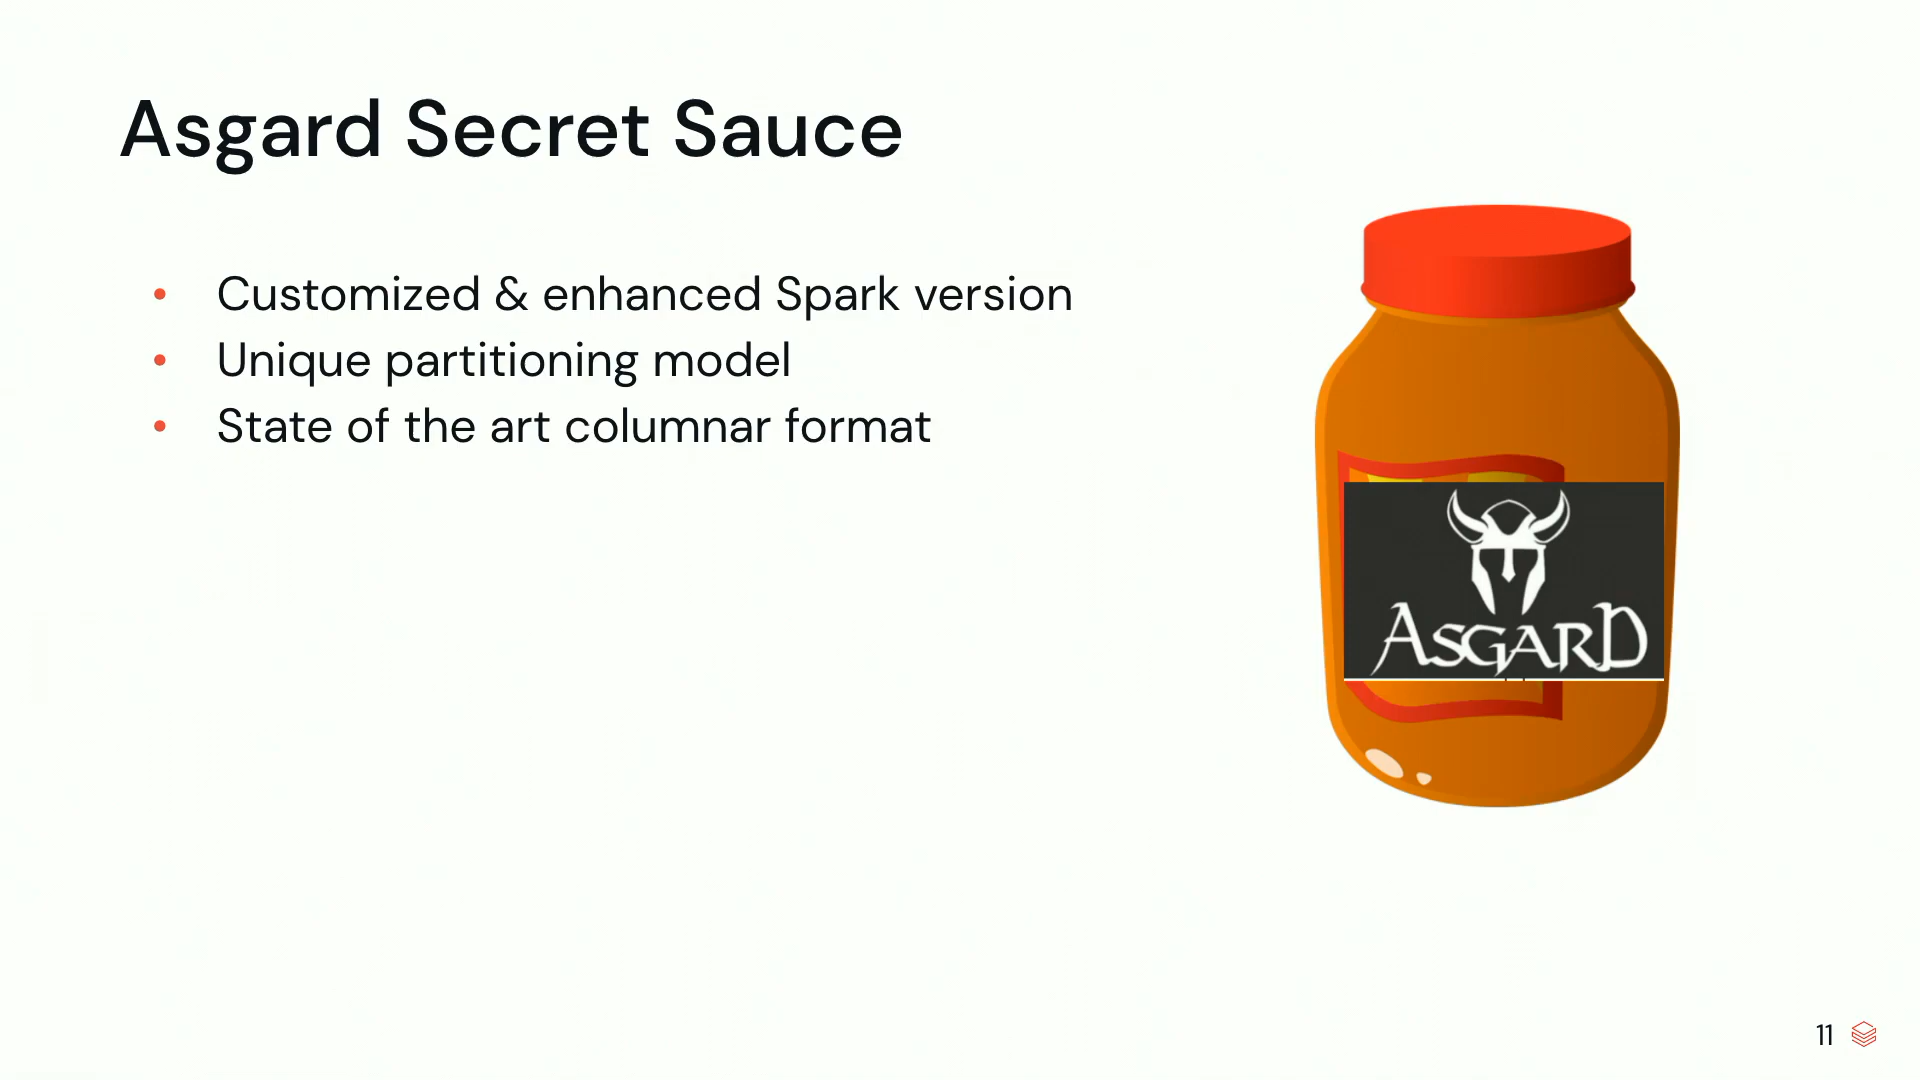 Asgard Secret Sauce
• Customized & enhanced Spark version
• Unique partitioning model
• State of the art columnar format
ASGARD
11